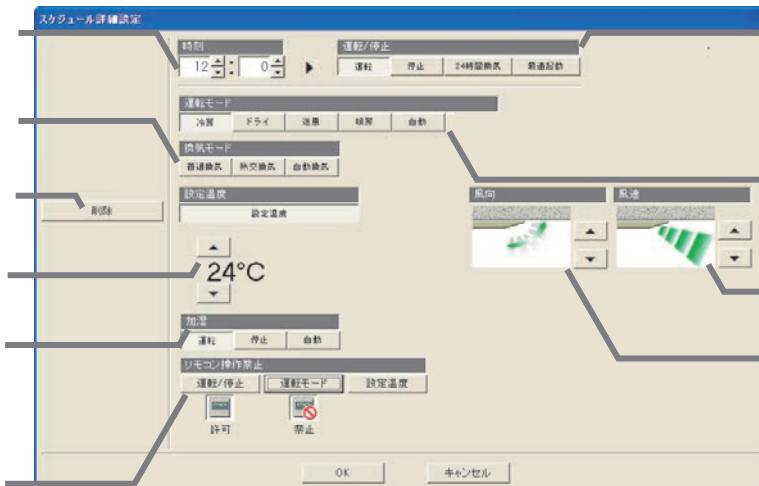 スケジュール詳細設定
時刻
運転/停止
12 : 0
運転 停止 24時間換気 最適起動
運転モード
冷房 ドライ 送風 暖房 自動
換気モード
普通換気 熱交換気 自動換気
削除
設定温度
設定温度
風向 風速
24°C
加湿
運転 停止 自動
リモコン操作禁止
運転/停止 運転モード 設定温度
許可 禁止
OK キャンセル